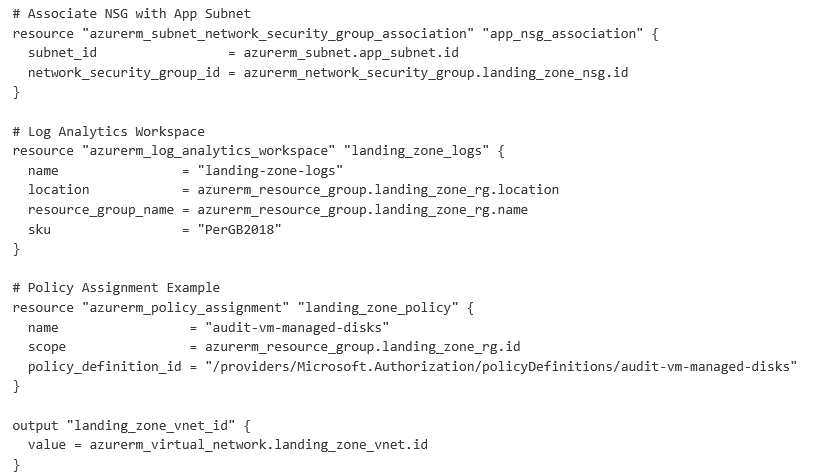 # Associate NSG with App Subnet
resource "azurerm_subnet_network_security_group_association" "app_nsg_association" {
  subnet_id                 = azurerm_subnet.app_subnet.id
  network_security_group_id = azurerm_network_security_group.landing_zone_nsg.id
}

# Log Analytics Workspace
resource "azurerm_log_analytics_workspace" "landing_zone_logs" {
  name                = "landing-zone-logs"
  location            = azurerm_resource_group.landing_zone_rg.location
  resource_group_name = azurerm_resource_group.landing_zone_rg.name
  sku                 = "PerGB2018"
}

# Policy Assignment Example
resource "azurerm_policy_assignment" "landing_zone_policy" {
  name                 = "audit-vm-managed-disks"
  scope                = azurerm_resource_group.landing_zone_rg.id
  policy_definition_id = "/providers/Microsoft.Authorization/policyDefinitions/audit-vm-managed-disks"
}

output "landing_zone_vnet_id" {
  value = azurerm_virtual_network.landing_zone_vnet.id
}